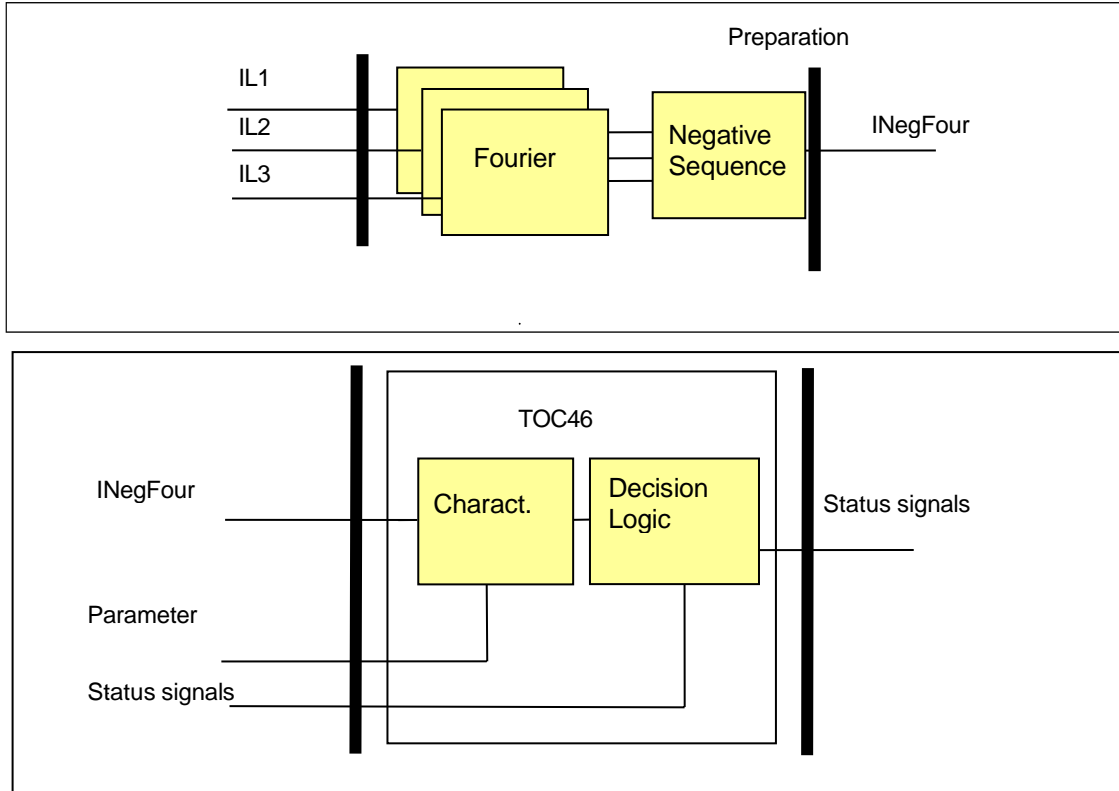 Preparation
IL1
IL2
IL3
Fourier
Negative
Sequence
INegFour
TOC46
INegFour
Charact.
Decision
Logic
Status signals
Parameter
Status signals